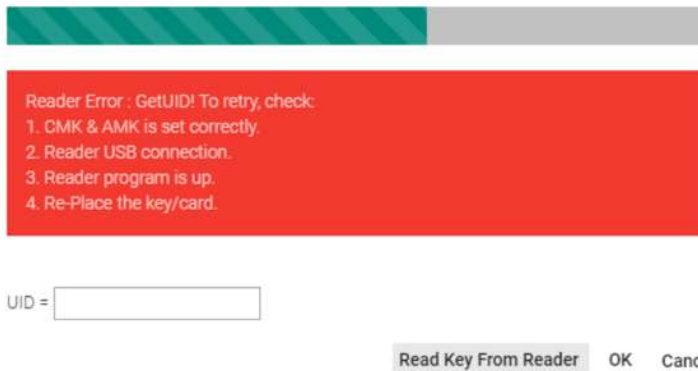 Reader Error : GetUID! To retry, check:
1. CMK & AMK is set correctly.
2. Reader USB connection.
3. Reader program is up.
4. Re-Place the key/card.
UID =
Read Key From Reader OK Canc